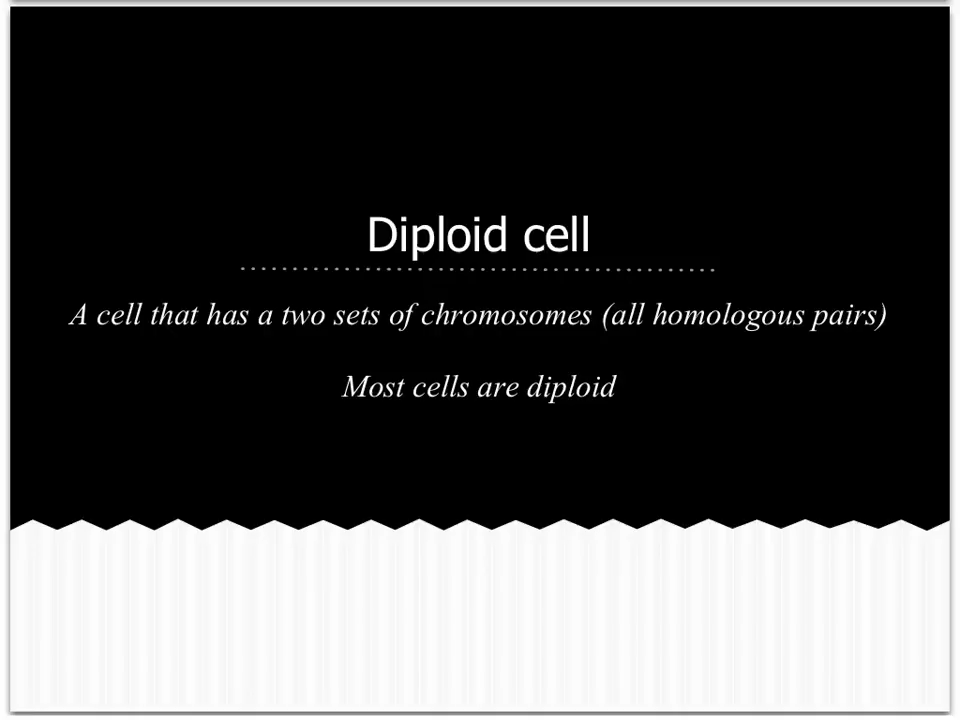 Diploid cell
A cell that has a two sets of chromosomes (all homologous pairs)
Most cells are diploid